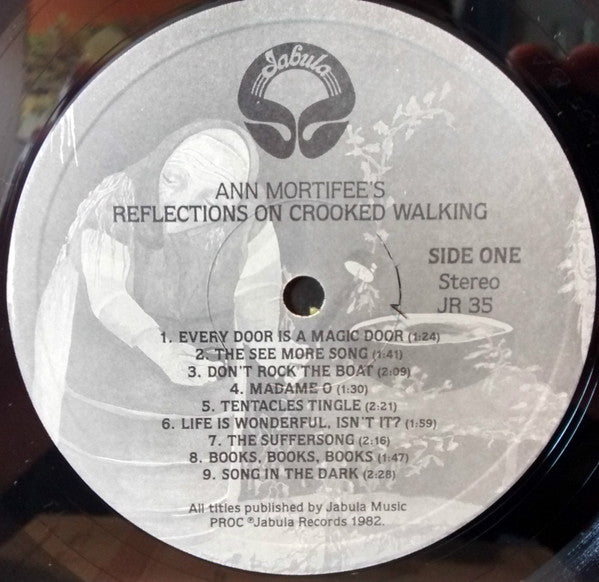 Jabula
ANN MORTIFEE'S
REFLECTIONS ON CROOKED WALKING
SIDE ONE
Stereo
JR 35
1. EVERY DOOR IS A MAGIC DOOR (1:24)
2. THE SEE MORE SONG (1:41)
3. DON'T ROCK THE BOAT (2:09)
4. MADAME O (1:30)
5. TENTACLES TINGLE (2:21)
6. LIFE IS WONDERFUL, ISN'T IT? (1:59)
7. THE SUFFERSONG (2:16)
8. BOOKS, BOOKS, BOOKS (1:47)
9. SONG IN THE DARK (2:28)
All titles published by Jabula Music
PROC ℗Jabula Records 1982.